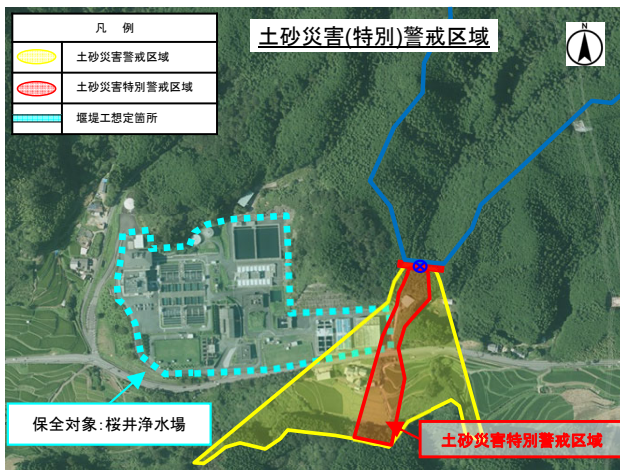 土砂災害(特別)警戒区域
凡 例
土砂災害警戒区域
土砂災害特別警戒区域
堰堤工想定箇所
N
保全対象:桜井浄水場
土砂災害特別警戒区域